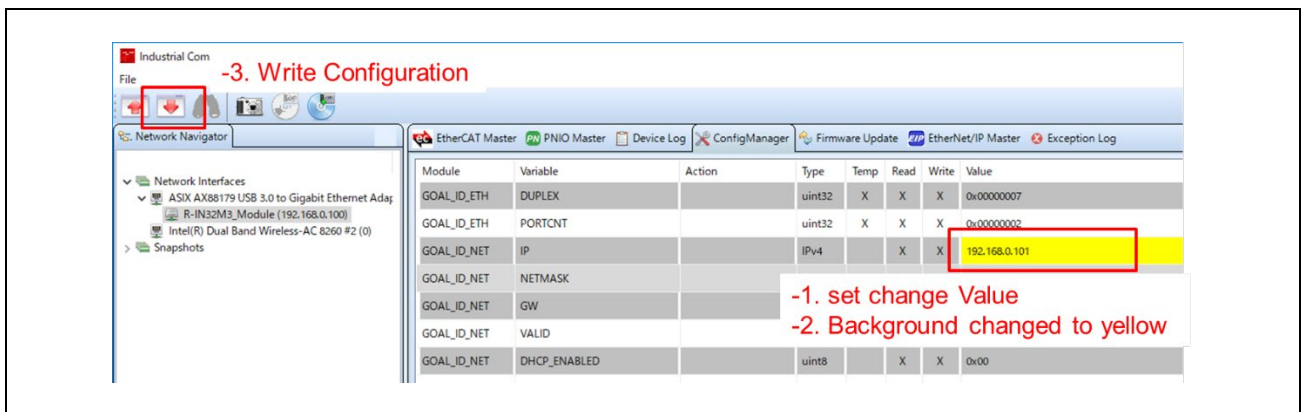 Industrial Com
-3. Write Configuration
File
Network Navigator
EtherCAT Master PNIO Master Device Log ConfigManager Firmware Update EtherNet/IP Master Exception Log
Network Interfaces
ASIX AX88179 USB 3.0 to Gigabit Ethernet Adap
R-IN32M3_Module (192.168.0.100)
Intel(R) Dual Band Wireless-AC 8260 #2 (0)
Snapshots
Module Variable Action Type Temp Read Write Value
GOAL_ID_ETH DUPLEX uint32 X X X 0x00000007
GOAL_ID_ETH PORTCNT uint32 X X X 0x00000002
GOAL_ID_NET IP IPv4 X X 192.168.0.101
GOAL_ID_NET NETMASK
GOAL_ID_NET GW
GOAL_ID_NET VALID
GOAL_ID_NET DHCP_ENABLED uint8 X X 0x00
-1. set change Value
-2. Background changed to yellow